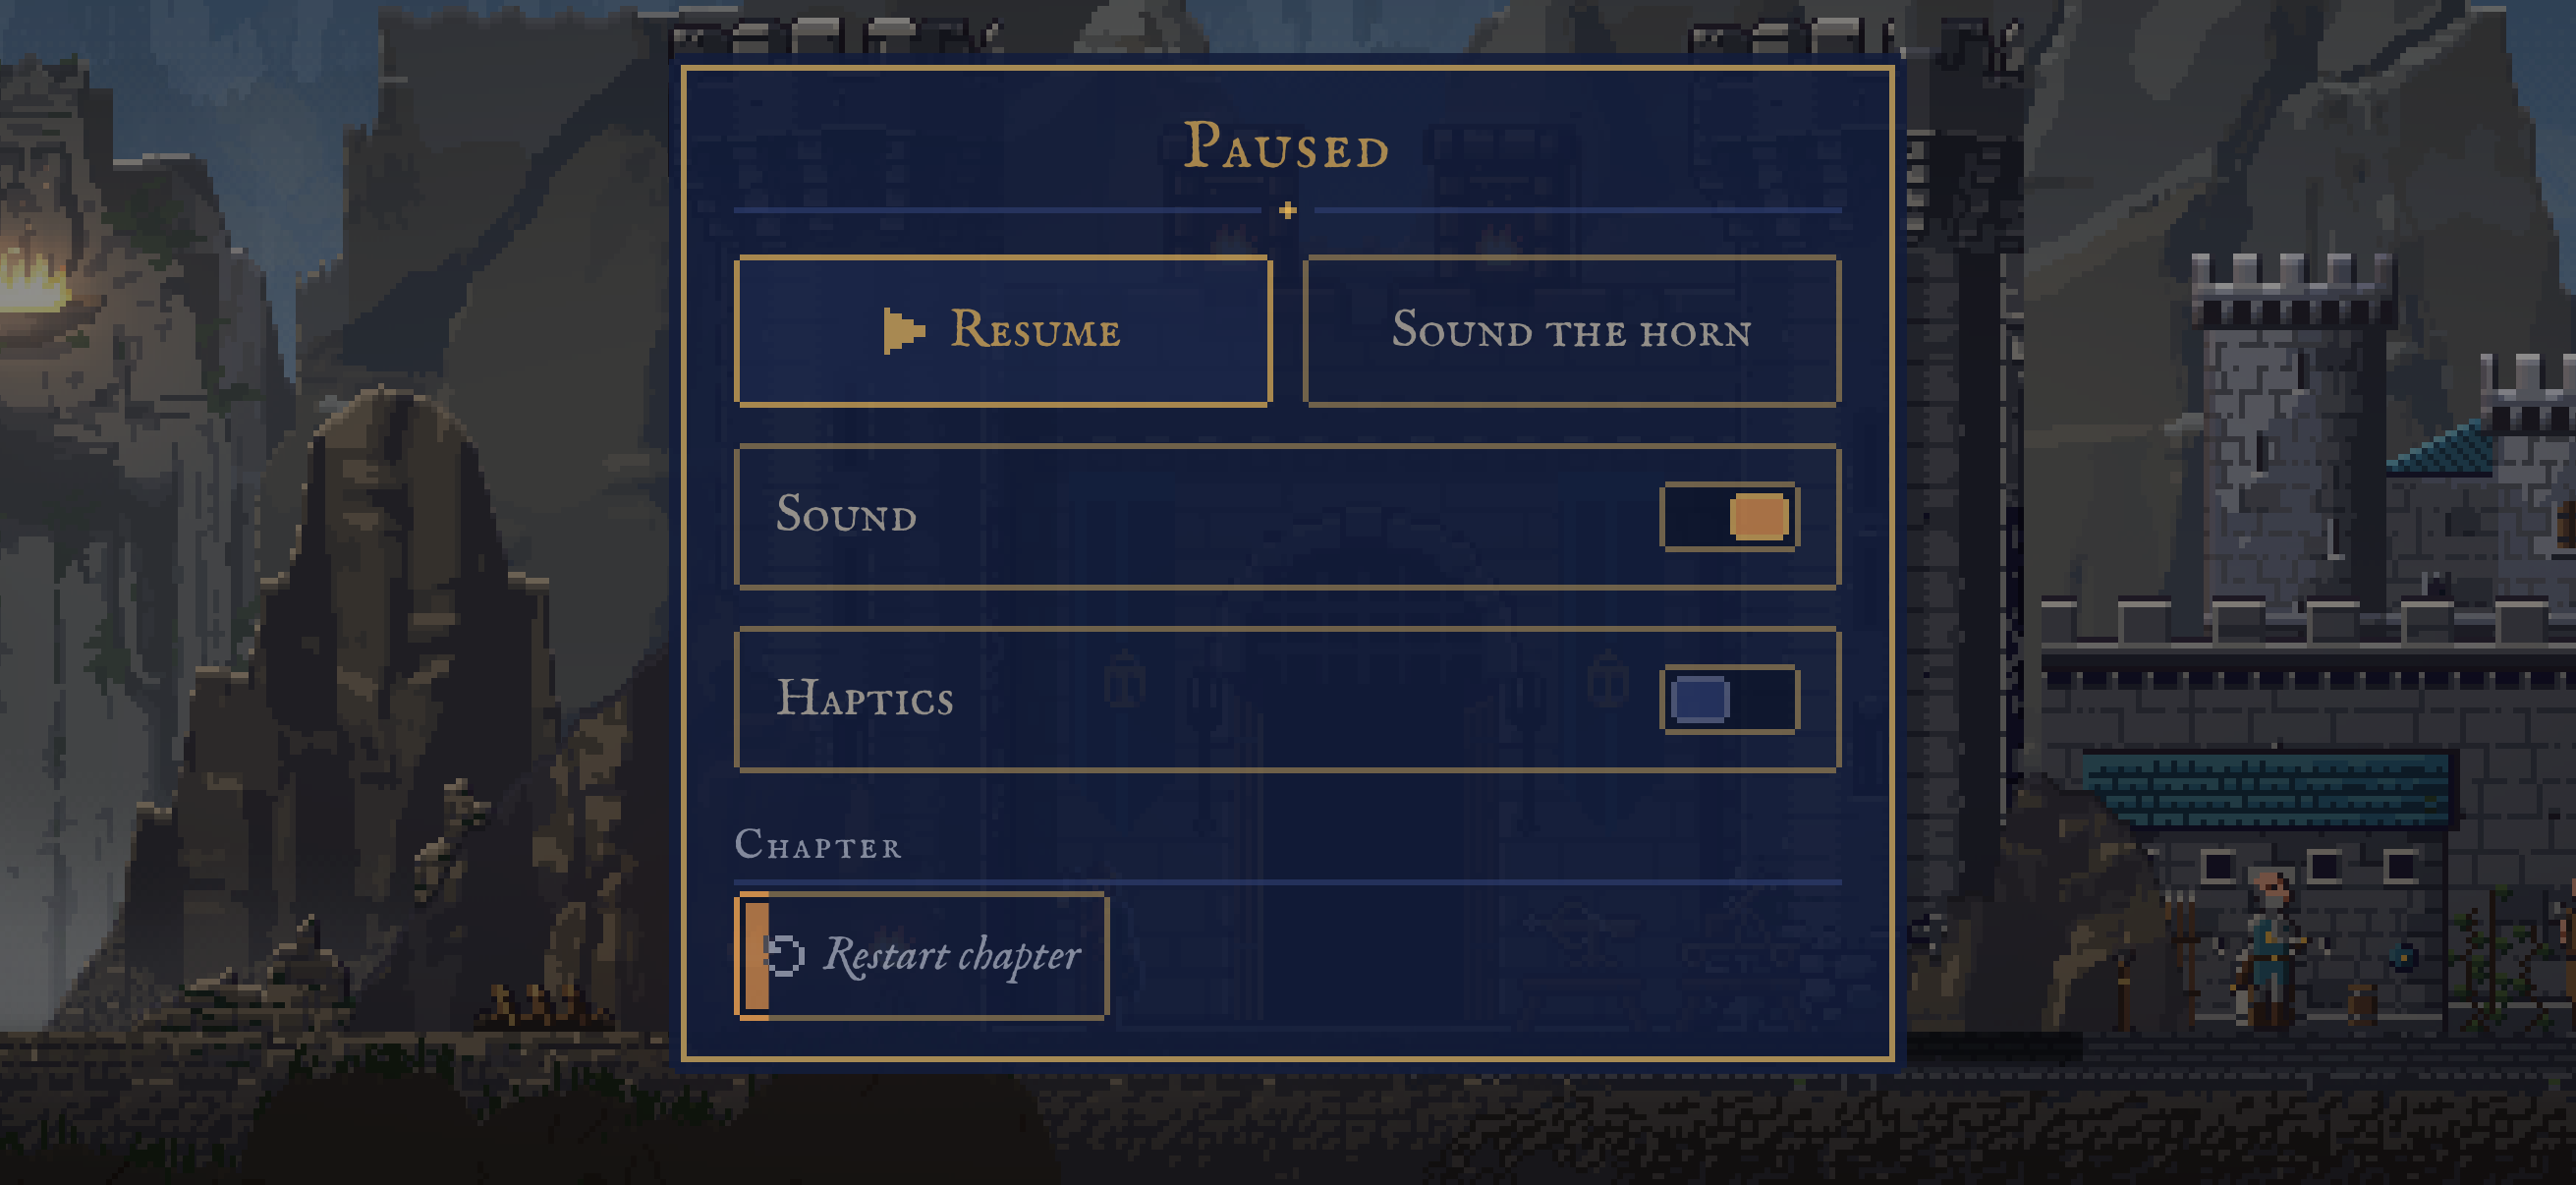 Paused
Resume
Sound the horn
Sound
Haptics
Chapter
Restart chapter